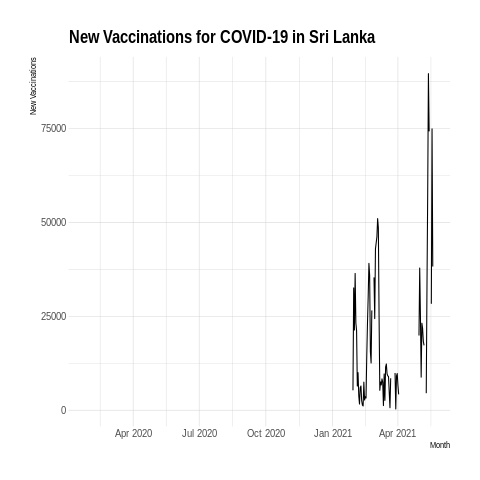 New Vaccinations for COVID-19 in Sri Lanka
New Vaccinations
75000
50000
25000
0
Apr 2020 Jul 2020 Oct 2020 Jan 2021 Apr 2021
Month